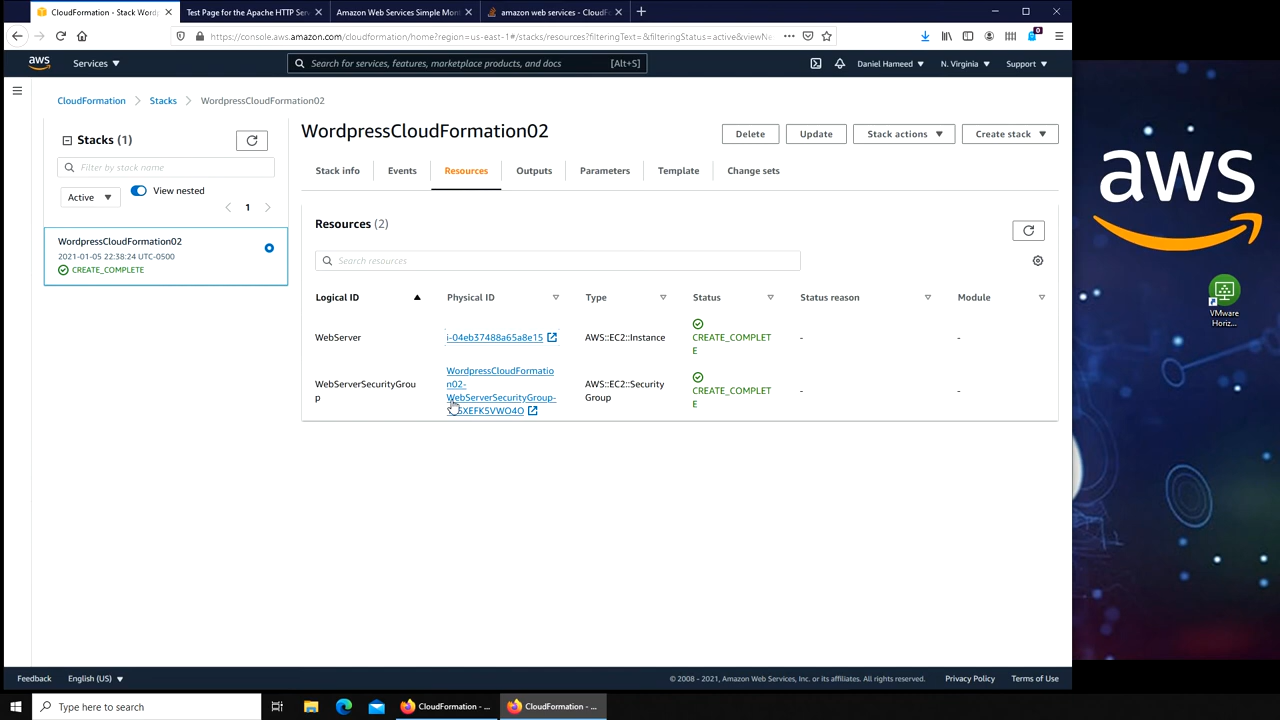 CloudFormation - Stack Word
Test Page for the Apache HTTP Ser
Amazon Web Services Simple Mon
amazon web services - CloudF
https://console.aws.amazon.com/cloudformation/home?region=us-east-1#/stacks/resources?filteringText=&filteringStatus=active&viewNe
0
aws
Services
Search for services, features, marketplace products, and docs
[Alt+S]
Daniel Hameed
N. Virginia
Support
CloudFormation
Stacks
WordpressCloudFormation02
Stacks (1)
Filter by stack name
Active
View nested
1
WordpressCloudFormation02
2021-01-05 22:38:24 UTC-0500
CREATE_COMPLETE
WordpressCloudFormation02
Delete
Update
Stack actions
Create stack
Stack info
Events
Resources
Outputs
Parameters
Template
Change sets
Resources (2)
Search resources
Logical ID
Physical ID
Type
Status
Status reason
Module
WebServer
i-04eb37488a65a8e15
AWS::EC2::Instance
CREATE_COMPLET
E
-
-
WebServerSecurityGrou
p
WordpressCloudFormatio
n02-
WebServerSecurityGroup-
AWS::EC2::Security
Group
CREATE_COMPLET
E
-
-
Feedback
English (US)
© 2008 - 2021, Amazon Web Services, Inc. or its affiliates. All rights reserved.
Privacy Policy
Terms of Use
Type here to search
CloudFormation - ...
CloudFormation - ...
aws
VMware
Horiz...